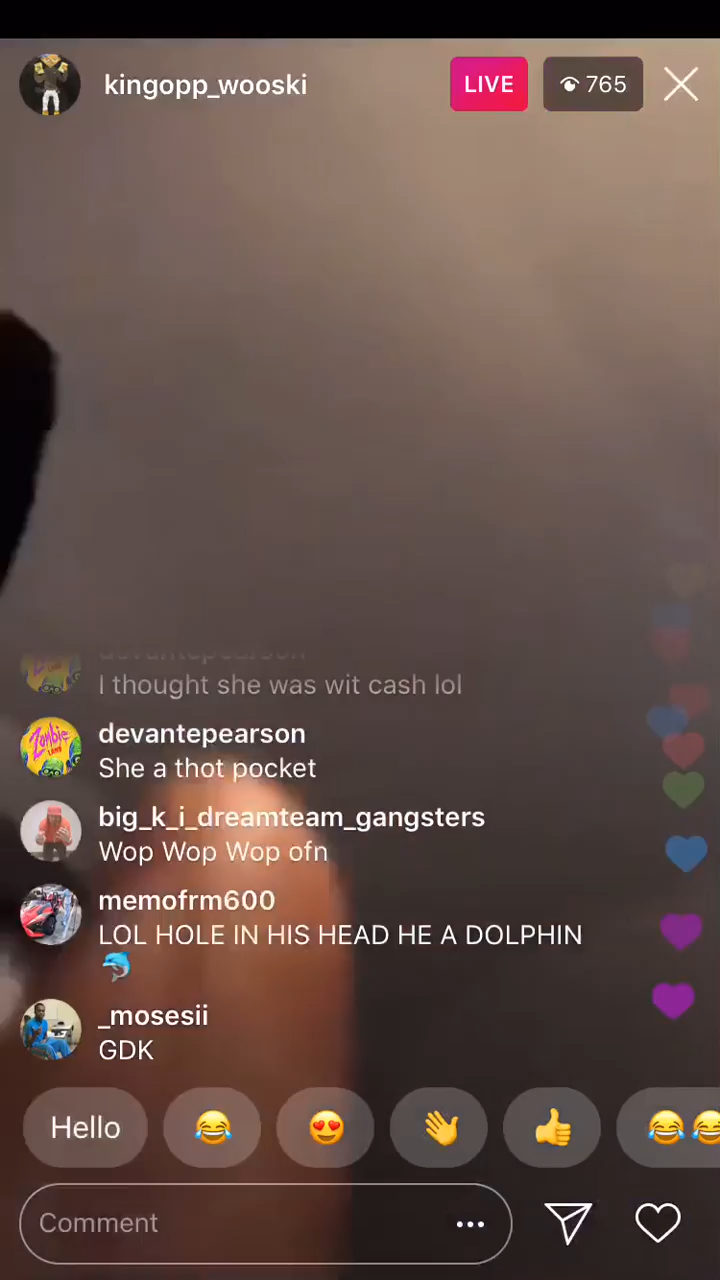 kingopp_wooski
LIVE
765
devantepearson
I thought she was wit cash lol
devantepearson
She a thot pocket
big_k_i_dreamteam_gangsters
Wop Wop Wop ofn
memofrm600
LOL HOLE IN HIS HEAD HE A DOLPHIN
🐬
_mosesii
GDK
Hello
Comment